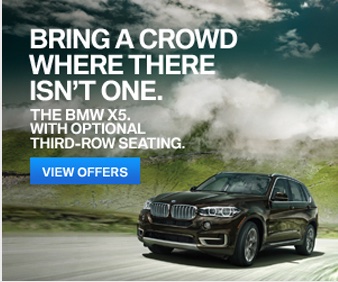 BRING A CROWD
WHERE THERE
ISN'T ONE.
THE BMW X5.
WITH OPTIONAL
THIRD-ROW SEATING.
VIEW OFFERS